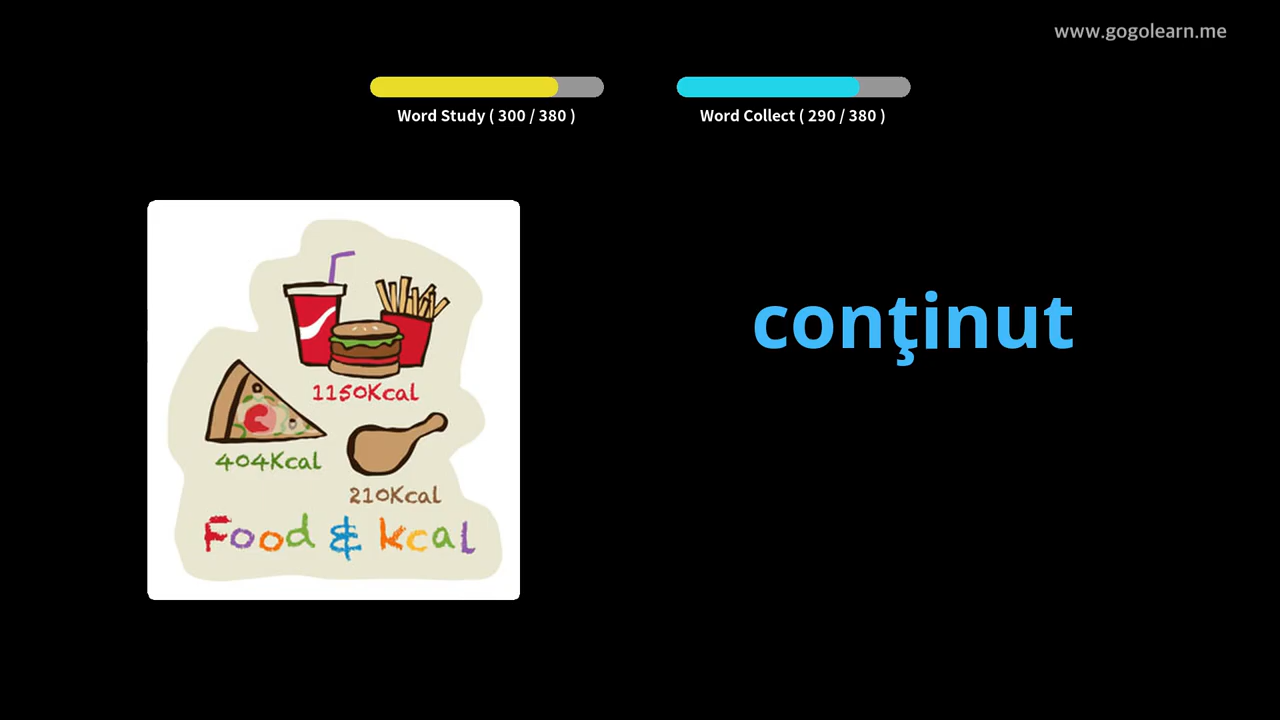 www.gogolearn.me
Word Study ( 300 / 380 )
Word Collect ( 290 / 380 )
conţinut
1150Kcal
404Kcal
210Kcal
Food & kcal